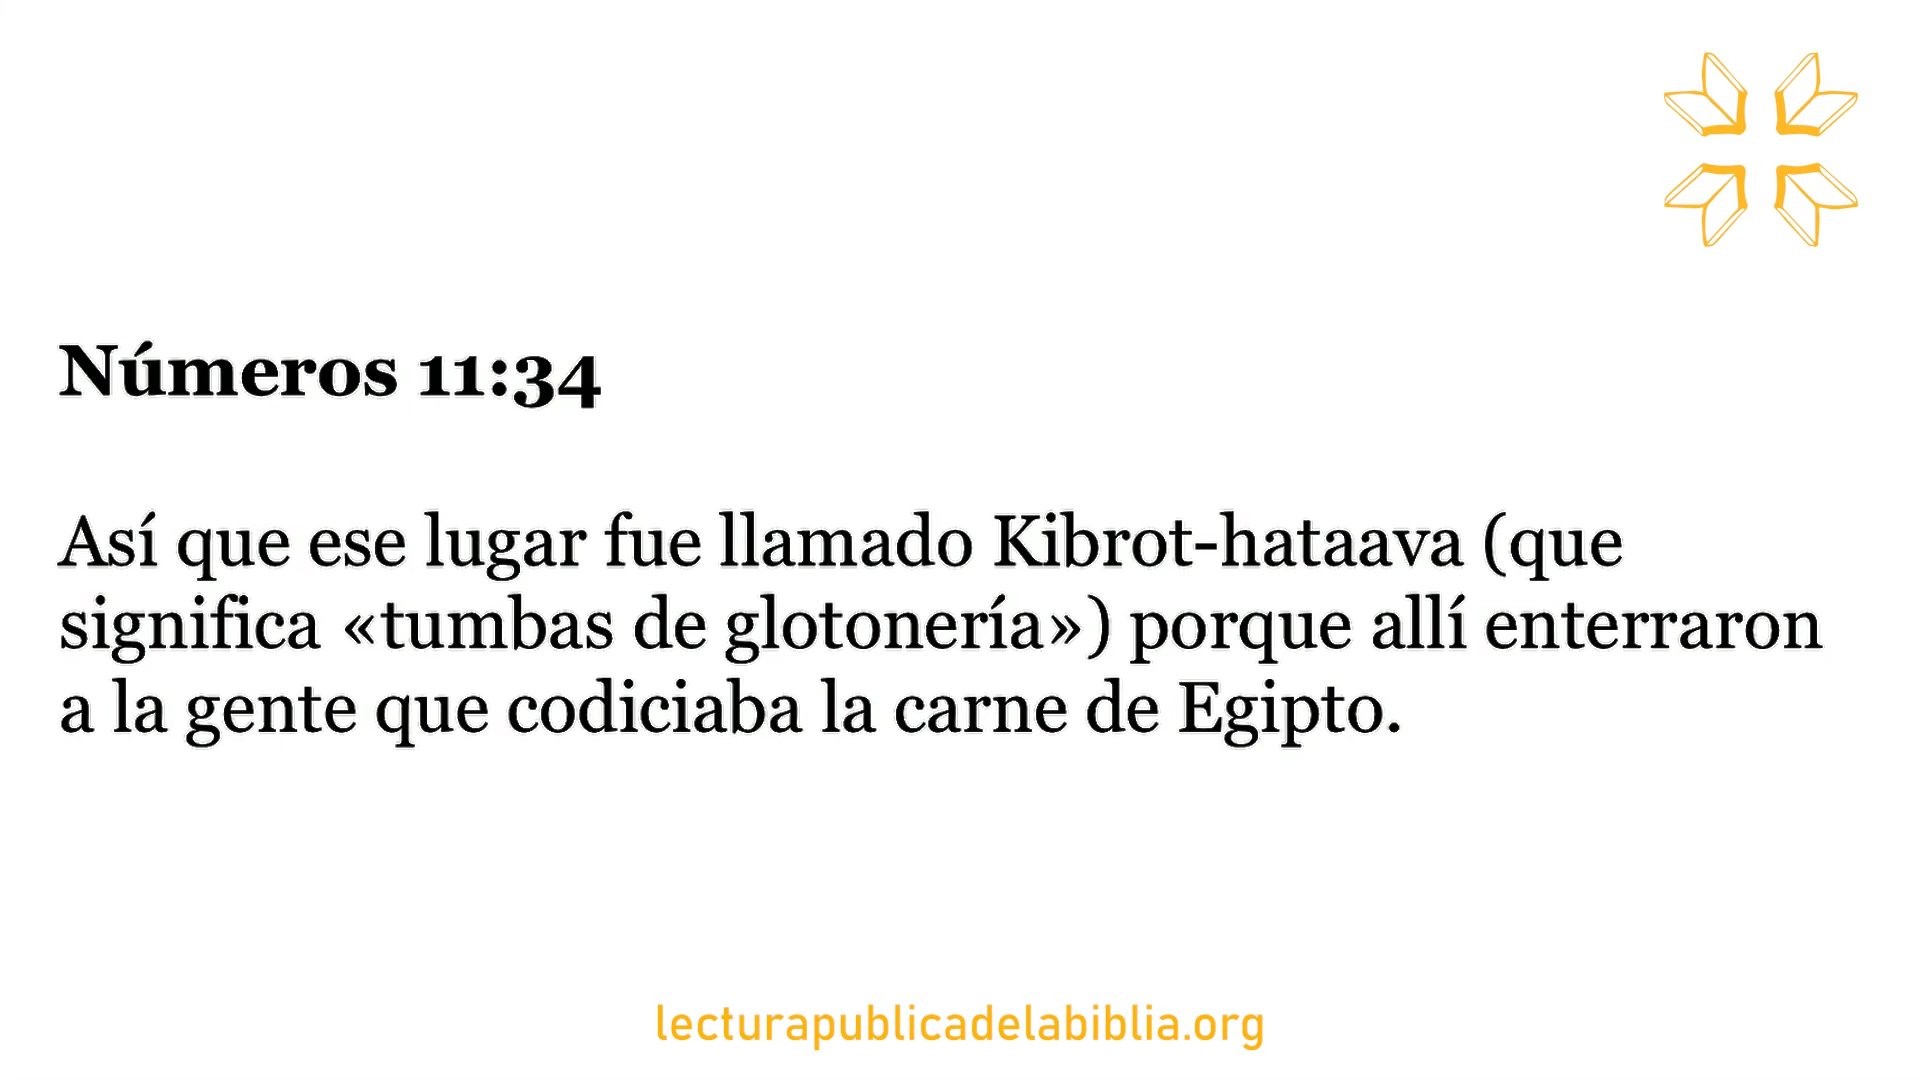 Números 11:34
Así que ese lugar fue llamado Kibrot-hataava (que
significa «tumbas de glotonería») porque allí enterraron
a la gente que codiciaba la carne de Egipto.
lecturapublicadelabiblia.org